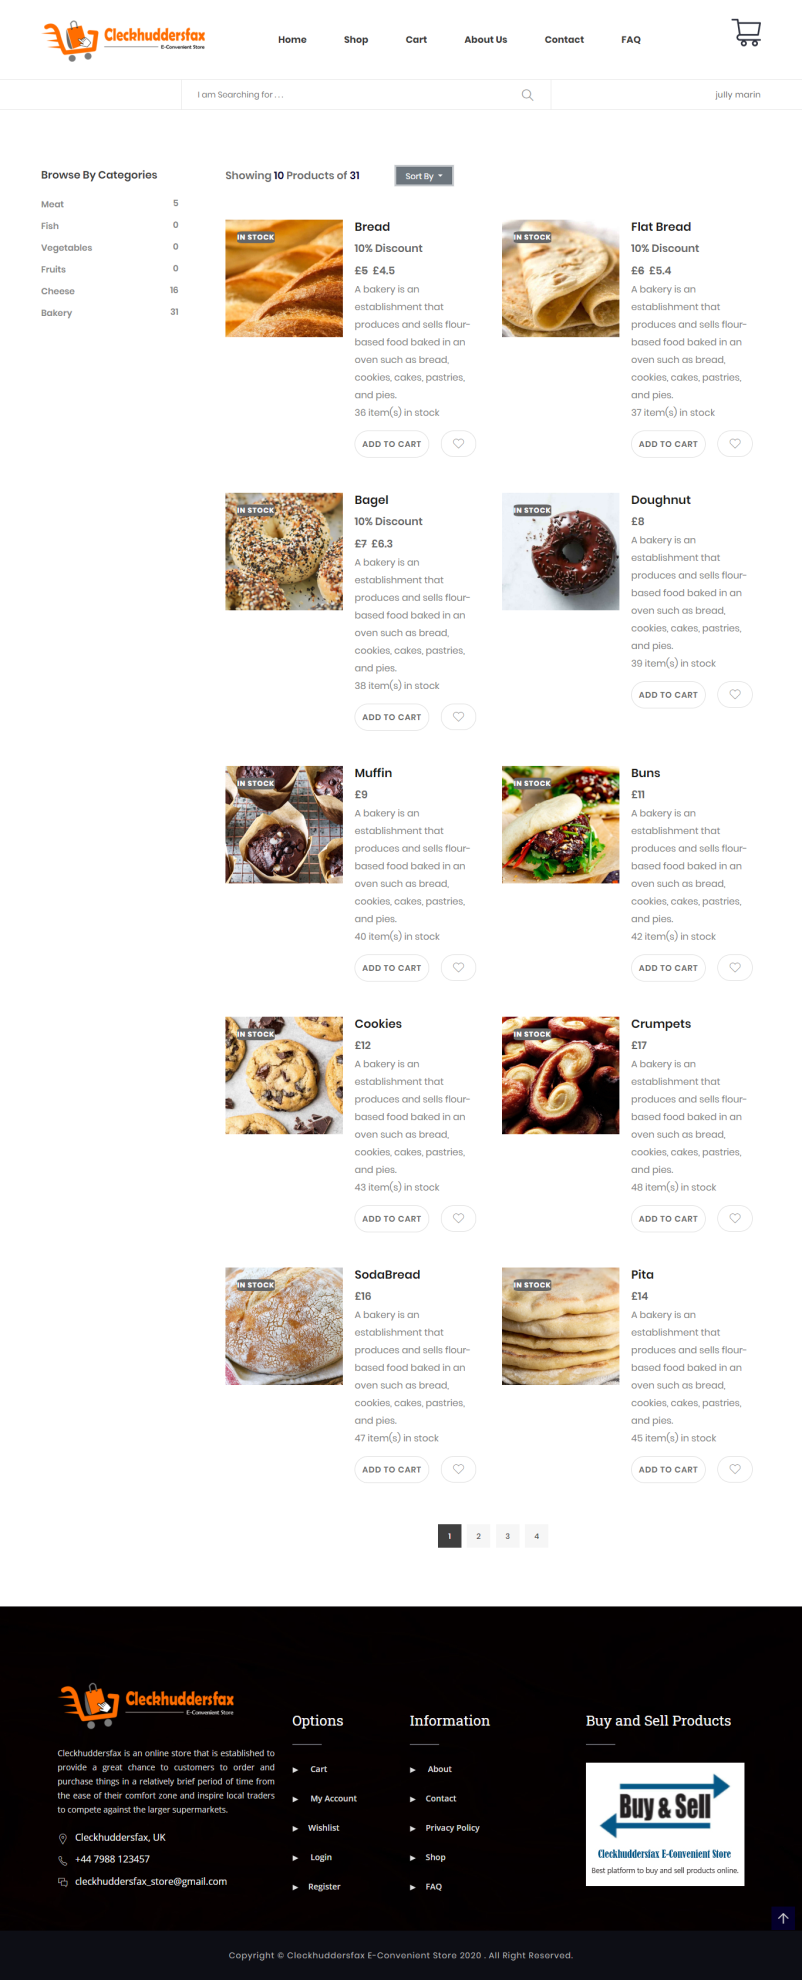 Cleckhuddersfax
E-Convenient Store
Home Shop Cart About Us Contact FAQ
I am Searching for . . .
jully marin
Browse By Categories
Meat 5
Fish 0
Vegetables 0
Fruits 0
Cheese 16
Bakery 31
Showing 10 Products of 31
Sort By
IN STOCK
Bread
10% Discount
£5 £4.5
A bakery is an
establishment that
produces and sells flour-
based food baked in an
oven such as bread,
cookies, cakes, pastries,
and pies.
36 item(s) in stock
ADD TO CART
IN STOCK
Flat Bread
10% Discount
£6 £5.4
A bakery is an
establishment that
produces and sells flour-
based food baked in an
oven such as bread,
cookies, cakes, pastries,
and pies.
37 item(s) in stock
ADD TO CART
IN STOCK
Bagel
10% Discount
£7 £6.3
A bakery is an
establishment that
produces and sells flour-
based food baked in an
oven such as bread,
cookies, cakes, pastries,
and pies.
38 item(s) in stock
ADD TO CART
IN STOCK
Doughnut
£8
A bakery is an
establishment that
produces and sells flour-
based food baked in an
oven such as bread,
cookies, cakes, pastries,
and pies.
39 item(s) in stock
ADD TO CART
IN STOCK
Muffin
£9
A bakery is an
establishment that
produces and sells flour-
based food baked in an
oven such as bread,
cookies, cakes, pastries,
and pies.
40 item(s) in stock
ADD TO CART
IN STOCK
Buns
£11
A bakery is an
establishment that
produces and sells flour-
based food baked in an
oven such as bread,
cookies, cakes, pastries,
and pies.
42 item(s) in stock
ADD TO CART
IN STOCK
Cookies
£12
A bakery is an
establishment that
produces and sells flour-
based food baked in an
oven such as bread,
cookies, cakes, pastries,
and pies.
43 item(s) in stock
ADD TO CART
IN STOCK
Crumpets
£17
A bakery is an
establishment that
produces and sells flour-
based food baked in an
oven such as bread,
cookies, cakes, pastries,
and pies.
48 item(s) in stock
ADD TO CART
IN STOCK
SodaBread
£16
A bakery is an
establishment that
produces and sells flour-
based food baked in an
oven such as bread,
cookies, cakes, pastries,
and pies.
47 item(s) in stock
ADD TO CART
IN STOCK
Pita
£14
A bakery is an
establishment that
produces and sells flour-
based food baked in an
oven such as bread,
cookies, cakes, pastries,
and pies.
45 item(s) in stock
ADD TO CART
1 2 3 4
Cleckhuddersfax
E-Convenient Store
Cleckhuddersfax is an online store that is established to
provide a great chance to customers to order and
purchase things in a relatively brief period of time from
the ease of their comfort zone and inspire local traders
to compete against the larger supermarkets.
Cleckhuddersfax, UK
+44 7988 123457
cleckhuddersfax_store@gmail.com
Options
Cart
My Account
Wishlist
Login
Register
Information
About
Contact
Privacy Policy
Shop
FAQ
Buy and Sell Products
Buy & Sell
Cleckhuddersfax E-Convenient Store
Best platform to buy and sell products online.
Copyright © Cleckhuddersfax E-Convenient Store 2020 . All Right Reserved.